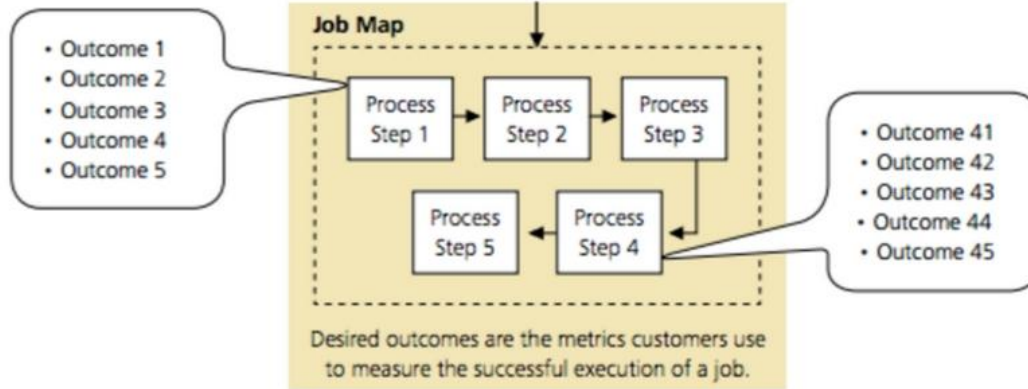 Job Map
• Outcome 1
• Outcome 2
• Outcome 3
• Outcome 4
• Outcome 5
Process
Step 1
Process
Step 2
Process
Step 3
Process
Step 4
Process
Step 5
• Outcome 41
• Outcome 42
• Outcome 43
• Outcome 44
• Outcome 45
Desired outcomes are the metrics customers use
to measure the successful execution of a job.